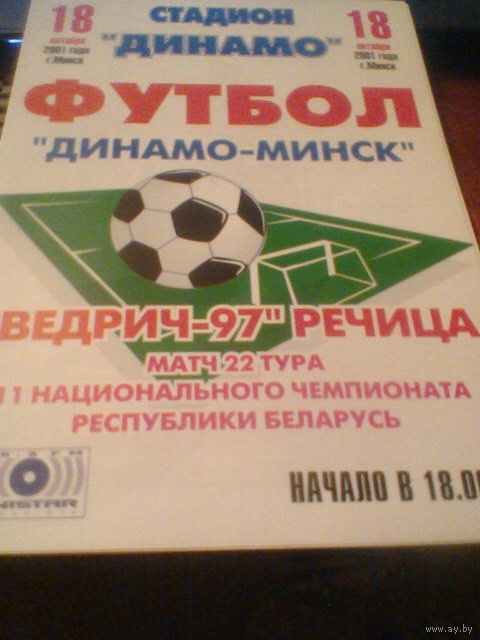 18 октября 2001 года г.Минск
СТАДИОН
"ДИНАМО"
18 октября 2001 года г.Минск
ФУТБОЛ
"ДИНАМО-МИНСК"
ВЕДРИЧ-97" РЕЧИЦА
МАТЧ 22 ТУРА
11 НАЦИОНАЛЬНОГО ЧЕМПИОНАТА
РЕСПУБЛИКИ БЕЛАРУСЬ
НАЧАЛО В 18.0
NISTAR
www.ay.by